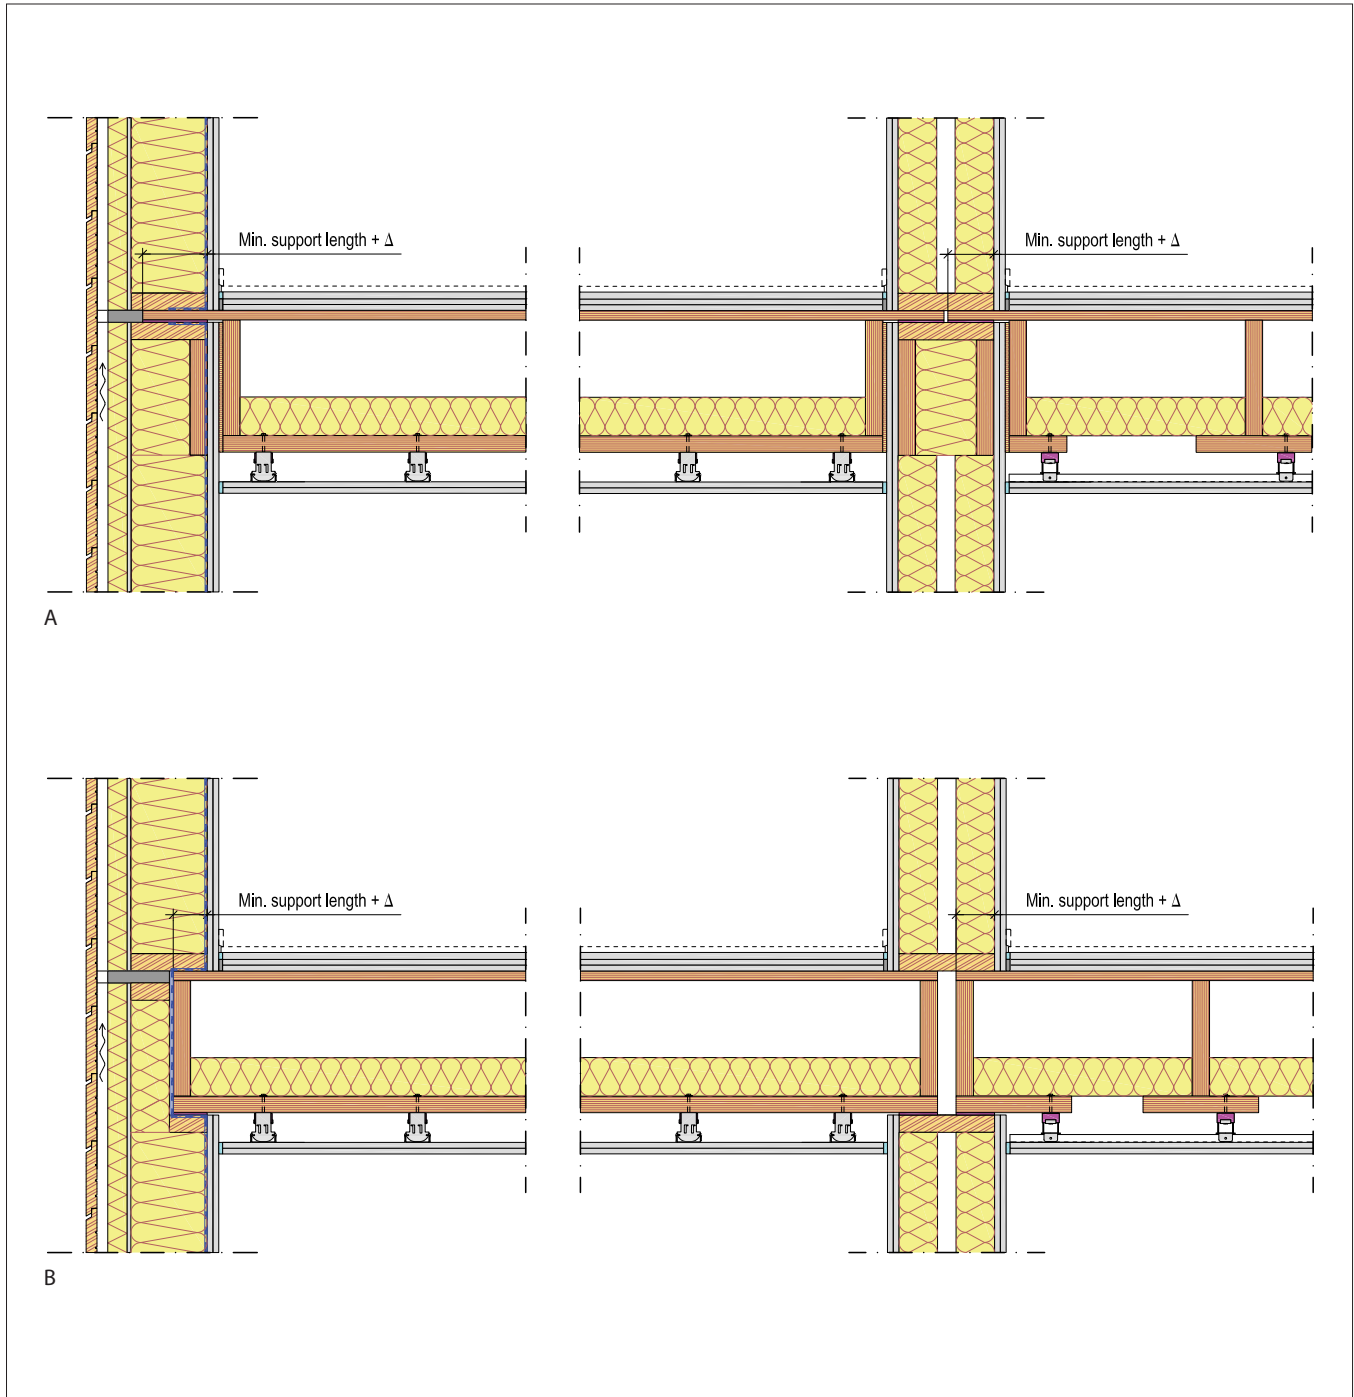 Min. support length + Δ
Min. support length + Δ
A
Min. support length + Δ
Min. support length + Δ
B